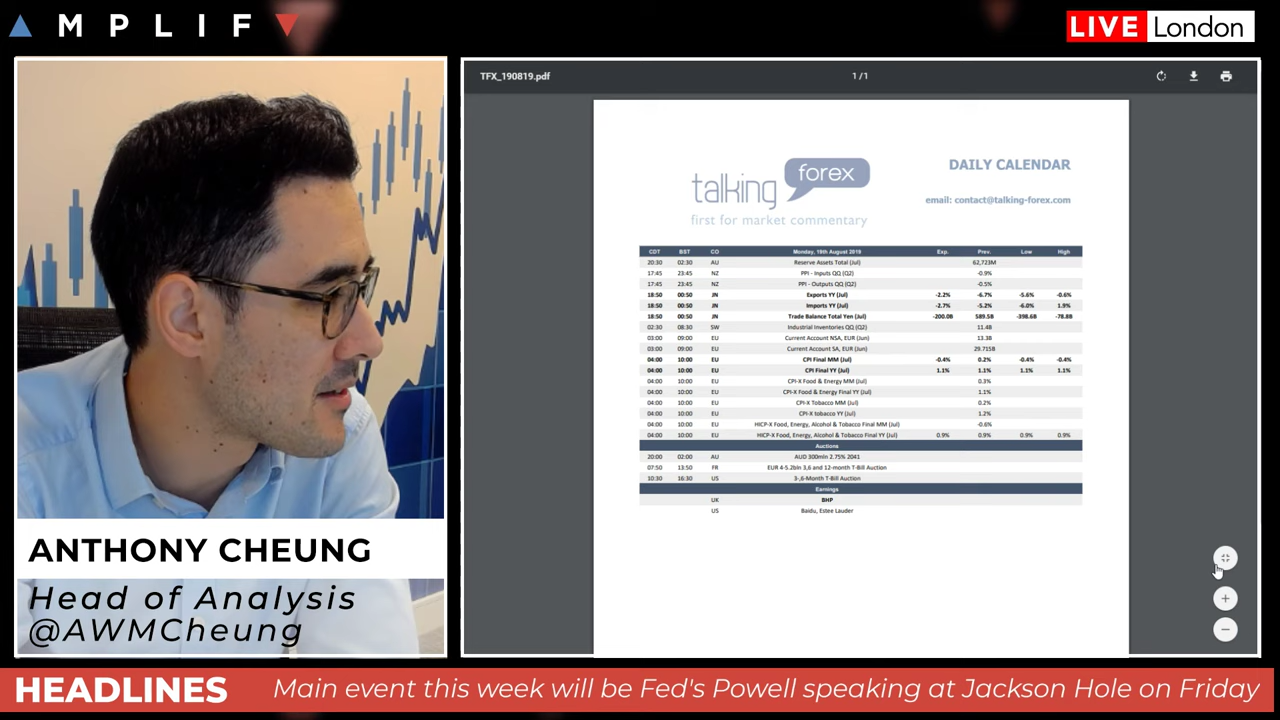 ▲ M P L I F ▼
LIVE London
TFX_190819.pdf
1 / 1
talking forex
first for market commentary
DAILY CALENDAR
email: contact@talking-forex.com
CDT BST CO Monday, 19th August 2019 Exp. Prev. Low High
20:30 02:30 AU Reserve Assets Total (Jul) 62,723M
17:45 23:45 NZ PPI - Inputs QQ (Q2) -0.9%
17:45 23:45 NZ PPI - Outputs QQ (Q2) -0.5%
18:50 00:50 JN Exports YY (Jul) -2.2% -6.7% -5.6% -0.6%
18:50 00:50 JN Imports YY (Jul) -2.7% -5.2% -6.0% 1.9%
18:50 00:50 JN Trade Balance Total Yen (Jul) -200.0B 589.5B -398.6B -78.8B
02:30 08:30 SW Industrial Inventories QQ (Q2) 11.4B
03:00 09:00 EU Current Account NSA, EUR (Jun) 13.3B
03:00 09:00 EU Current Account SA, EUR (Jun) 29.715B
04:00 10:00 EU CPI Final MM (Jul) -0.4% 0.2% -0.4% -0.4%
04:00 10:00 EU CPI Final YY (Jul) 1.1% 1.1% 1.1% 1.1%
04:00 10:00 EU CPI-X Food & Energy MM (Jul) 0.3%
04:00 10:00 EU CPI-X Food & Energy Final YY (Jul) 1.1%
04:00 10:00 EU CPI-X Tobacco MM (Jul) 0.2%
04:00 10:00 EU CPI-X tobacco YY (Jul) 1.2%
04:00 10:00 EU HICP-X Food, Energy, Alcohol & Tobacco Final MM (Jul) -0.6%
04:00 10:00 EU HICP-X Food, Energy, Alcohol & Tobacco Final YY (Jul) 0.9% 0.9% 0.9% 0.9%
Auctions
20:00 02:00 AU AUD 300mln 2.75% 2041
07:50 13:50 FR EUR 4-5.2bln 3,6 and 12-month T-Bill Auction
10:30 16:30 US 3-,6-Month T-Bill Auction
Earnings
UK BHP
US Baidu, Estee Lauder
ANTHONY CHEUNG
Head of Analysis
@AWMCheung
HEADLINES Main event this week will be Fed's Powell speaking at Jackson Hole on Friday